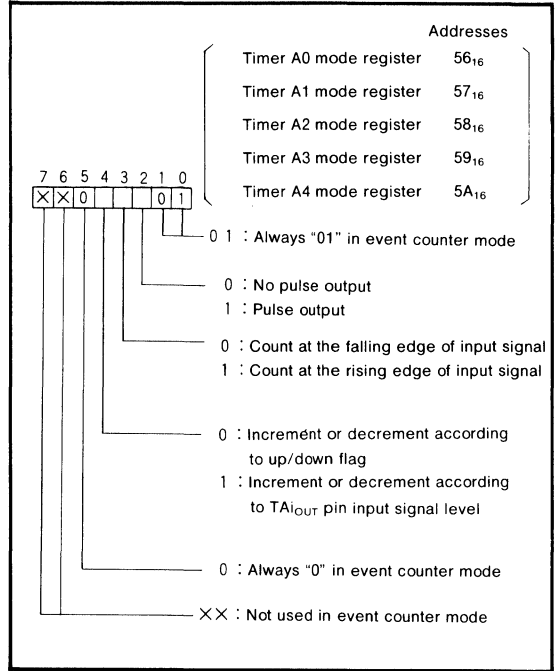 Addresses
Timer A0 mode register 56₁₆
Timer A1 mode register 57₁₆
Timer A2 mode register 58₁₆
Timer A3 mode register 59₁₆
Timer A4 mode register 5A₁₆
7 6 5 4 3 2 1 0
× × 0 0 1
0 1 : Always “01” in event counter mode
0 : No pulse output
1 : Pulse output
0 : Count at the falling edge of input signal
1 : Count at the rising edge of input signal
0 : Increment or decrement according
to up/down flag
1 : Increment or decrement according
to TAiOUT pin input signal level
0 : Always “0” in event counter mode
×× : Not used in event counter mode